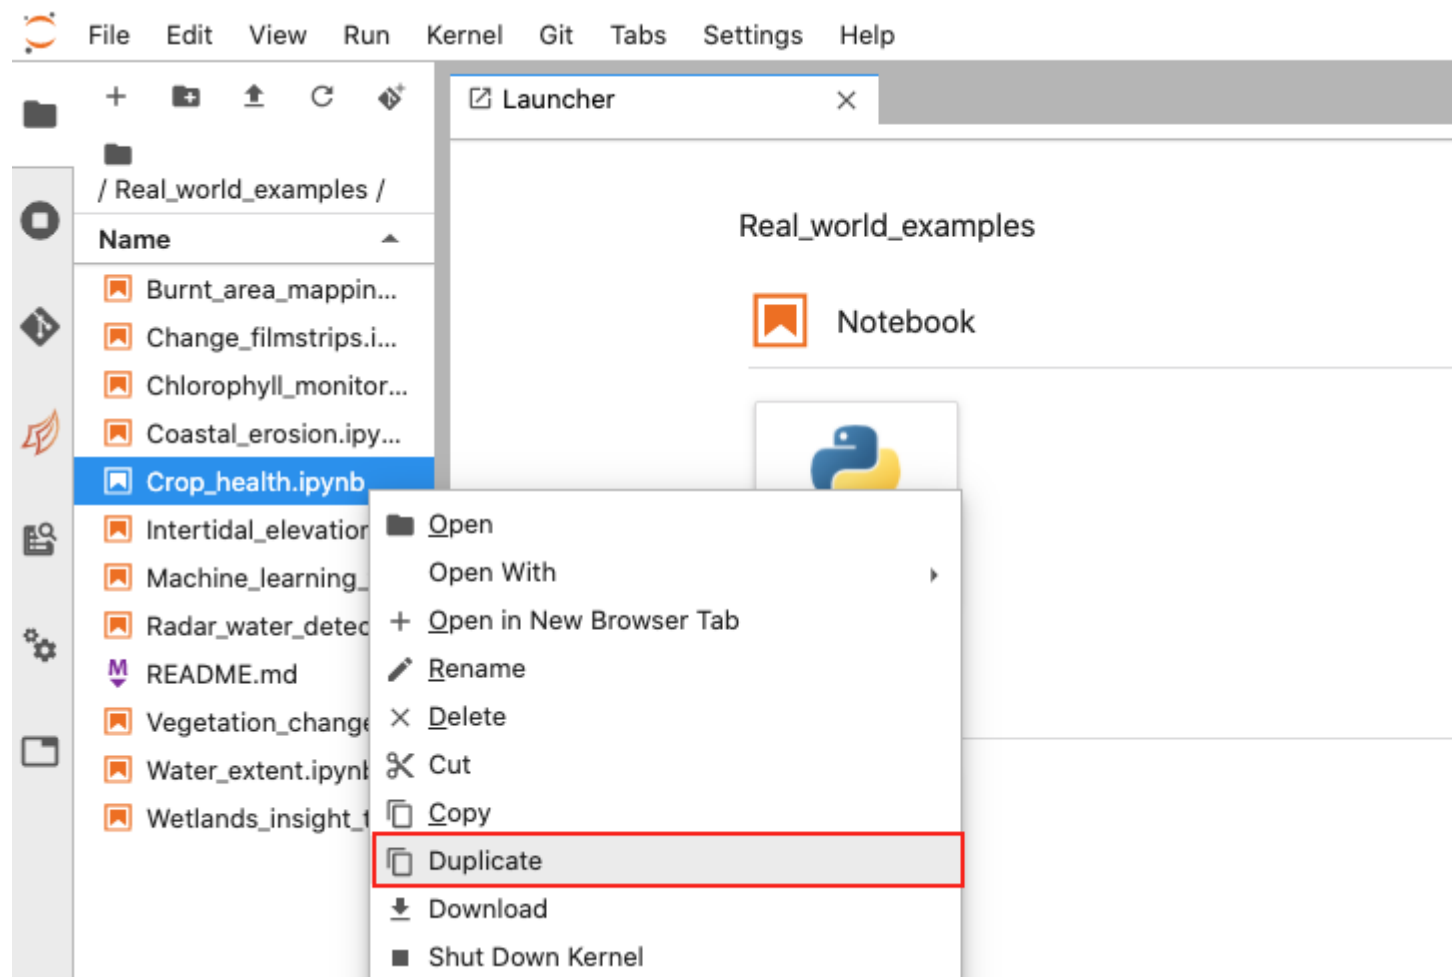 File Edit View Run Kernel Git Tabs Settings Help
Launcher
/ Real_world_examples /
Name
Burnt_area_mappin...
Change_filmstrips.i...
Chlorophyll_monitor...
Coastal_erosion.ipy...
Crop_health.ipynb
Intertidal_elevation
Machine_learning_
Radar_water_detec
M README.md
Vegetation_change
Water_extent.ipynb
Wetlands_insight_t
Real_world_examples
Notebook
Open
Open With
Open in New Browser Tab
Rename
Delete
Cut
Copy
Duplicate
Download
Shut Down Kernel